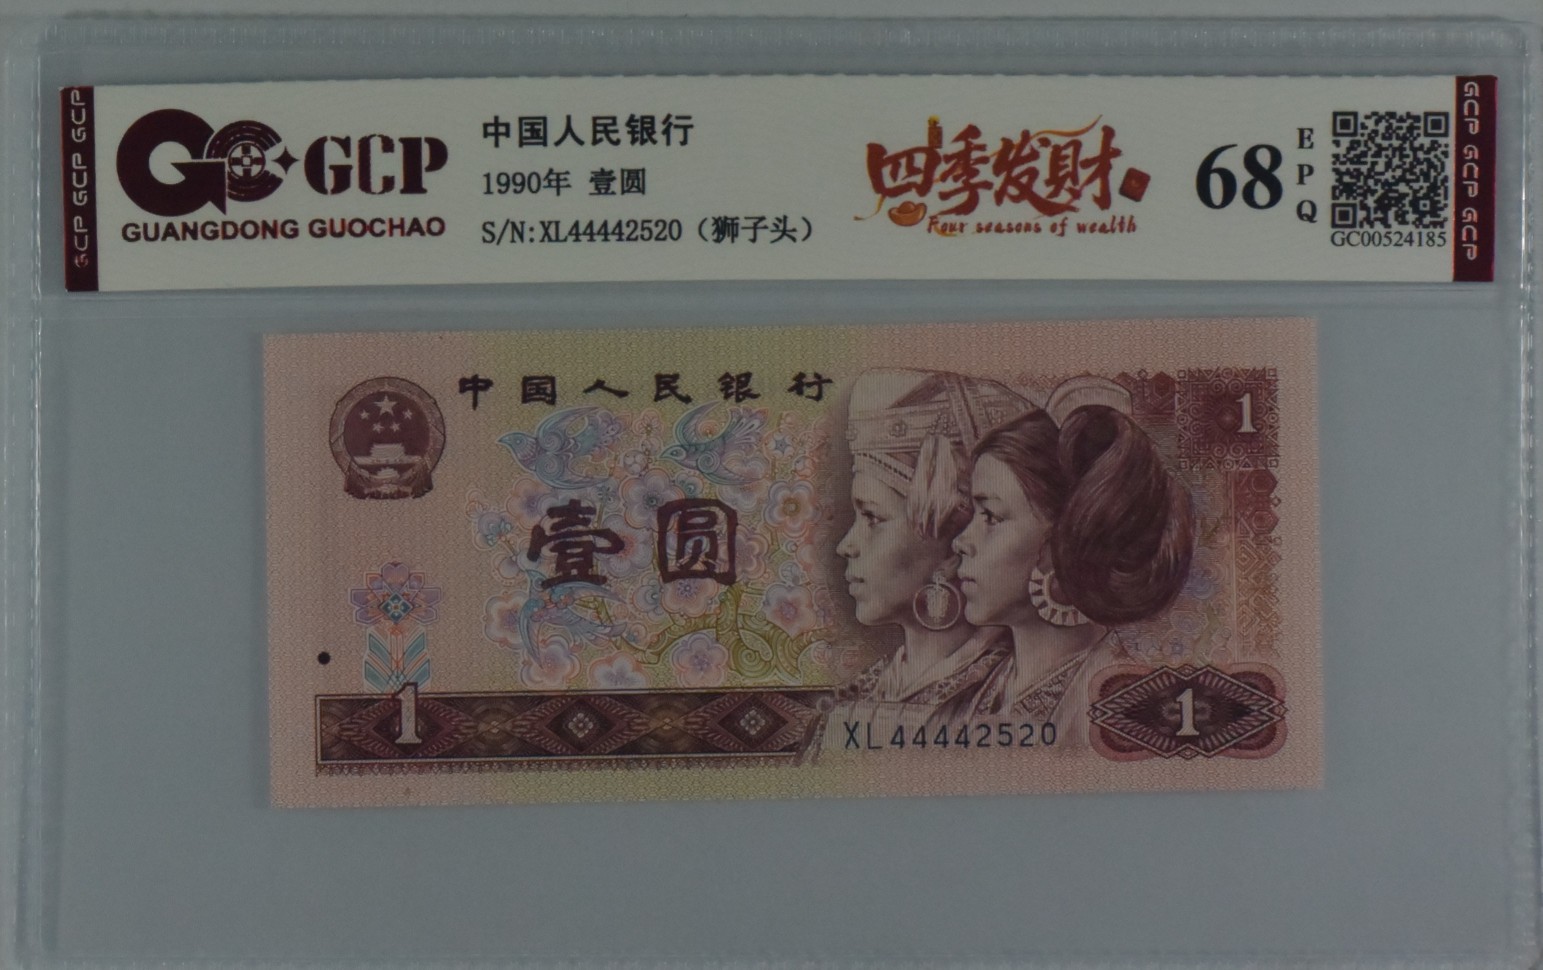 GCP GCP GCP
GCP
GUANGDONG GUOCHAO
中国人民银行
1990年 壹圆
S/N:XL44442520（狮子头）
四季发财
Four seasons of wealth
68
EPQ
GC00524185
GCP GCP GCP
中国人民银行
1
壹圆
1
XL44442520
1